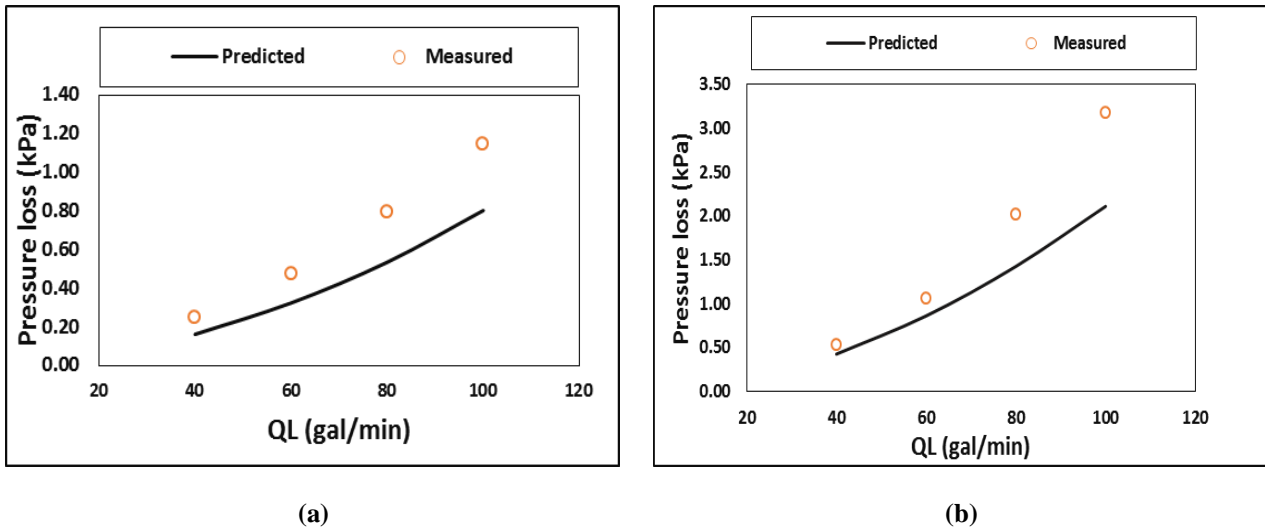 Predicted Measured
Pressure loss (kPa)
1.40
1.20
1.00
0.80
0.60
0.40
0.20
0.00
20 40 60 80 100 120
QL (gal/min)
(a)
Predicted Measured
Pressure loss (kPa)
3.50
3.00
2.50
2.00
1.50
1.00
0.50
0.00
20 40 60 80 100 120
QL (gal/min)
(b)